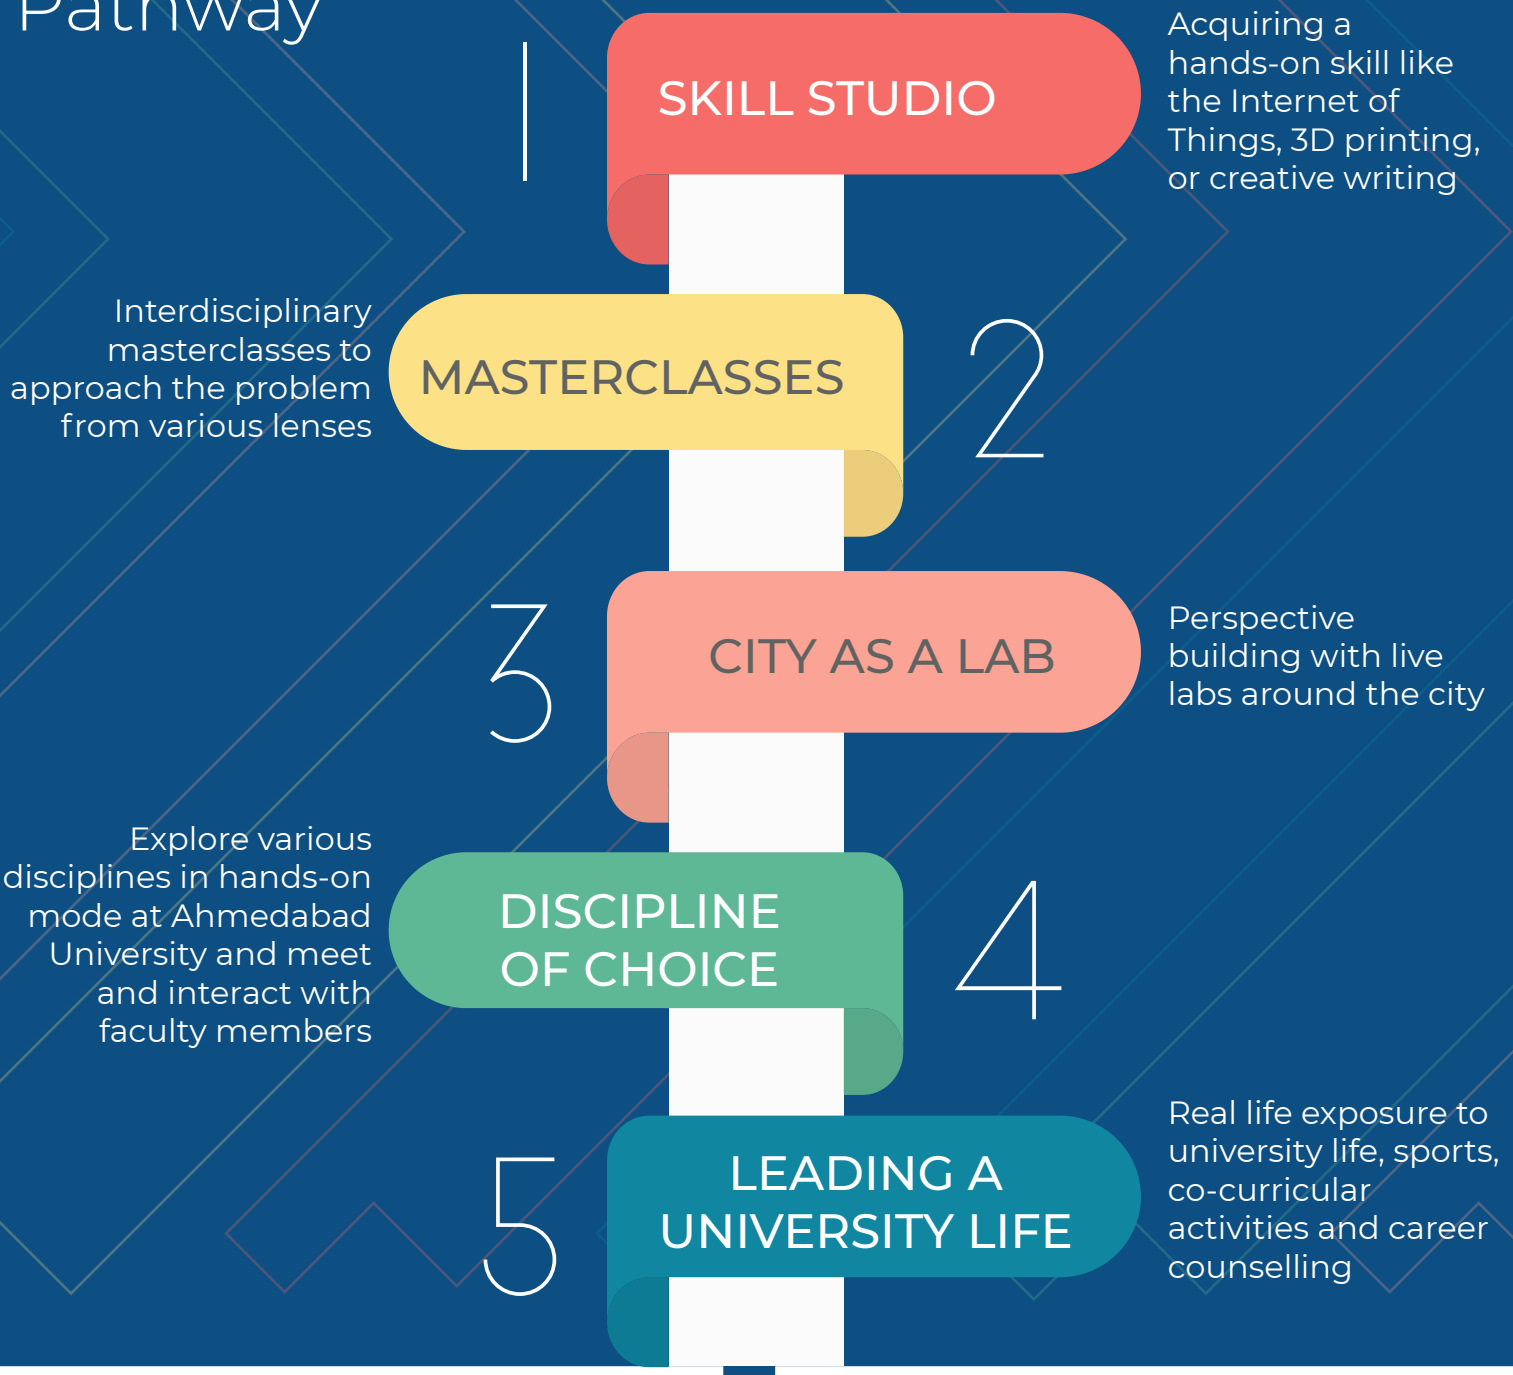 Pathway
1
SKILL STUDIO
Acquiring a
hands-on skill like
the Internet of
Things, 3D printing,
or creative writing
Interdisciplinary
masterclasses to
approach the problem
from various lenses
MASTERCLASSES
2
3
CITY AS A LAB
Perspective
building with live
labs around the city
Explore various
disciplines in hands-on
mode at Ahmedabad
University and meet
and interact with
faculty members
DISCIPLINE
OF CHOICE
4
5
LEADING A
UNIVERSITY LIFE
Real life exposure to
university life, sports,
co-curricular
activities and career
counselling